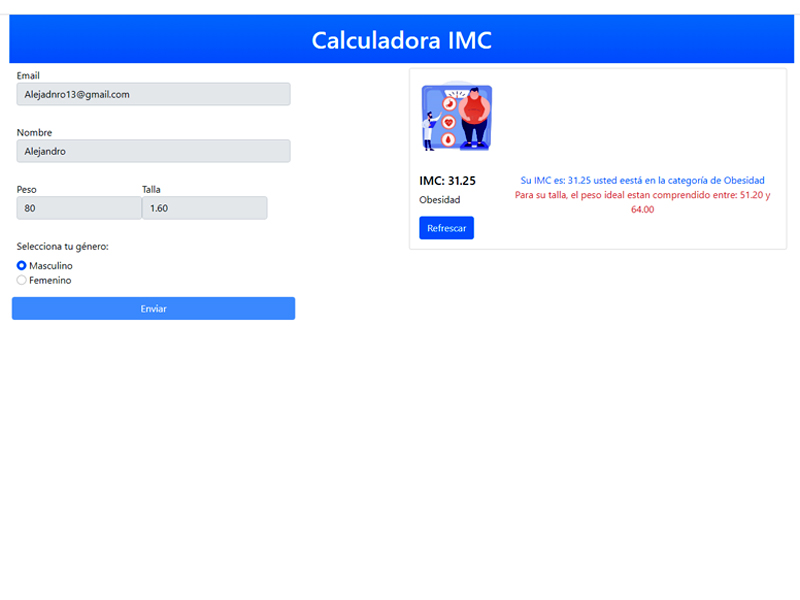 Calculadora IMC
Email
Alejadnro13@gmail.com
Nombre
Alejandro
Peso Talla
80 1.60
Selecciona tu género:
Masculino
Femenino
Enviar
IMC: 31.25
Obesidad
Refrescar
Su IMC es: 31.25 usted eestá en la categoría de Obesidad
Para su talla, el peso ideal estan comprendido entre: 51.20 y
64.00